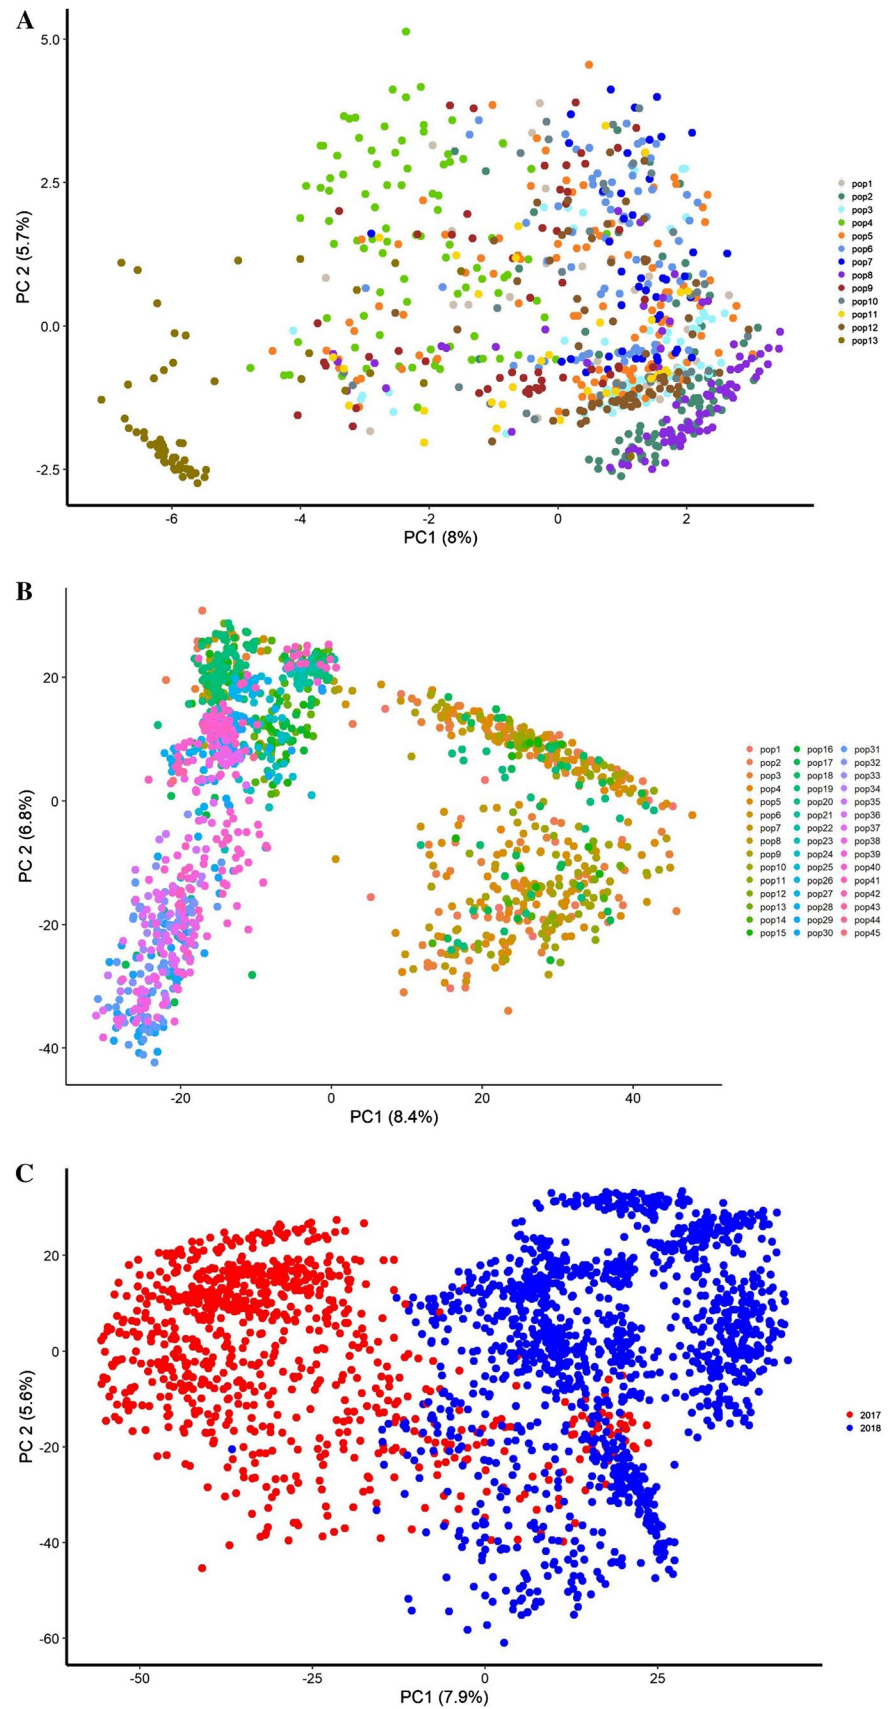 A
5.0
2.5
0.0
-2.5
PC 2 (5.7%)
-6 -4 -2 0 2
PC1 (8%)
pop1
pop2
pop3
pop4
pop5
pop6
pop7
pop8
pop9
pop10
pop11
pop12
pop13
B
20
0
-20
-40
PC 2 (6.8%)
-20 0 20 40
PC1 (8.4%)
pop1 pop16 pop31
pop2 pop17 pop32
pop3 pop18 pop33
pop4 pop19 pop34
pop5 pop20 pop35
pop6 pop21 pop36
pop7 pop22 pop37
pop8 pop23 pop38
pop9 pop24 pop39
pop10 pop25 pop40
pop11 pop26 pop41
pop12 pop27 pop42
pop13 pop28 pop43
pop14 pop29 pop44
pop15 pop30 pop45
C
20
0
-20
-40
-60
PC 2 (5.6%)
-50 -25 0 25
PC1 (7.9%)
2017
2018